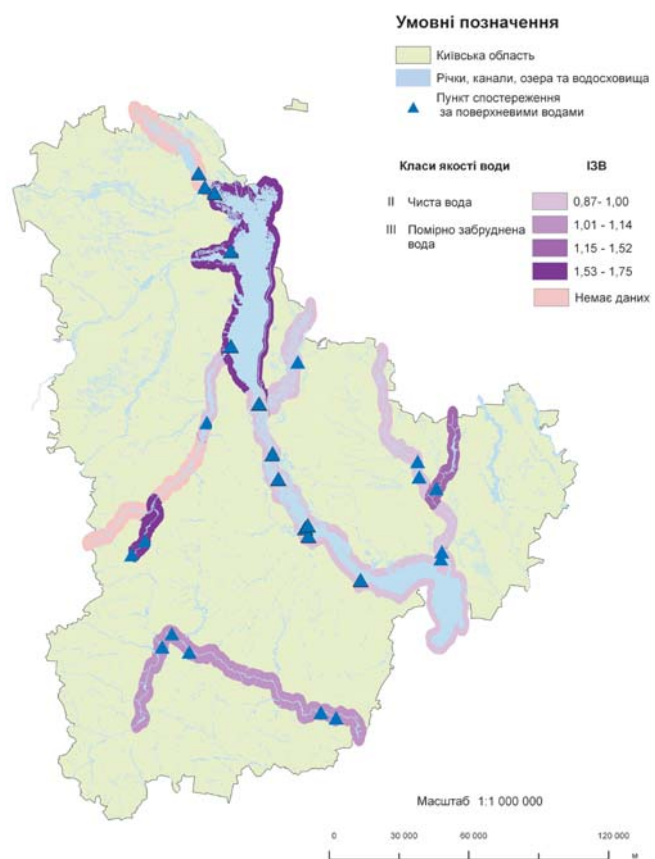 Умовні позначення
Київська область
Річки, канали, озера та водосховища
Пункт спостереження
за поверхневими водами
Класи якості води ІЗВ
II Чиста вода 0,87- 1,00
III Помірно забруднена
вода
1,01 - 1,14
1,15 - 1,52
1,53 - 1,75
Немає даних
Масштаб 1:1 000 000
0 30 000 60 000 120 000
м